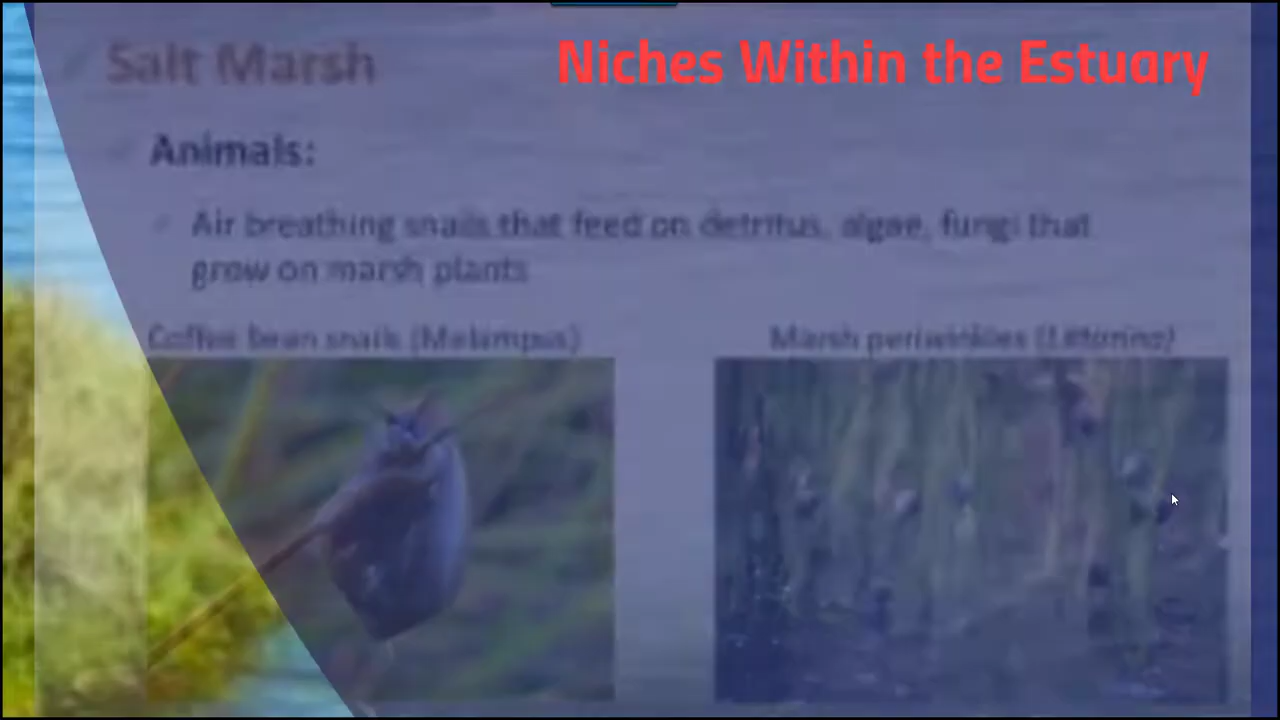 Salt Marsh
Niches Within the Estuary
Animals:
Air breathing snails that feed on detritus, algae, fungi that
grow on marsh plants
Coffee bean snails (Melampus)
Marsh periwinkles (Littorina)